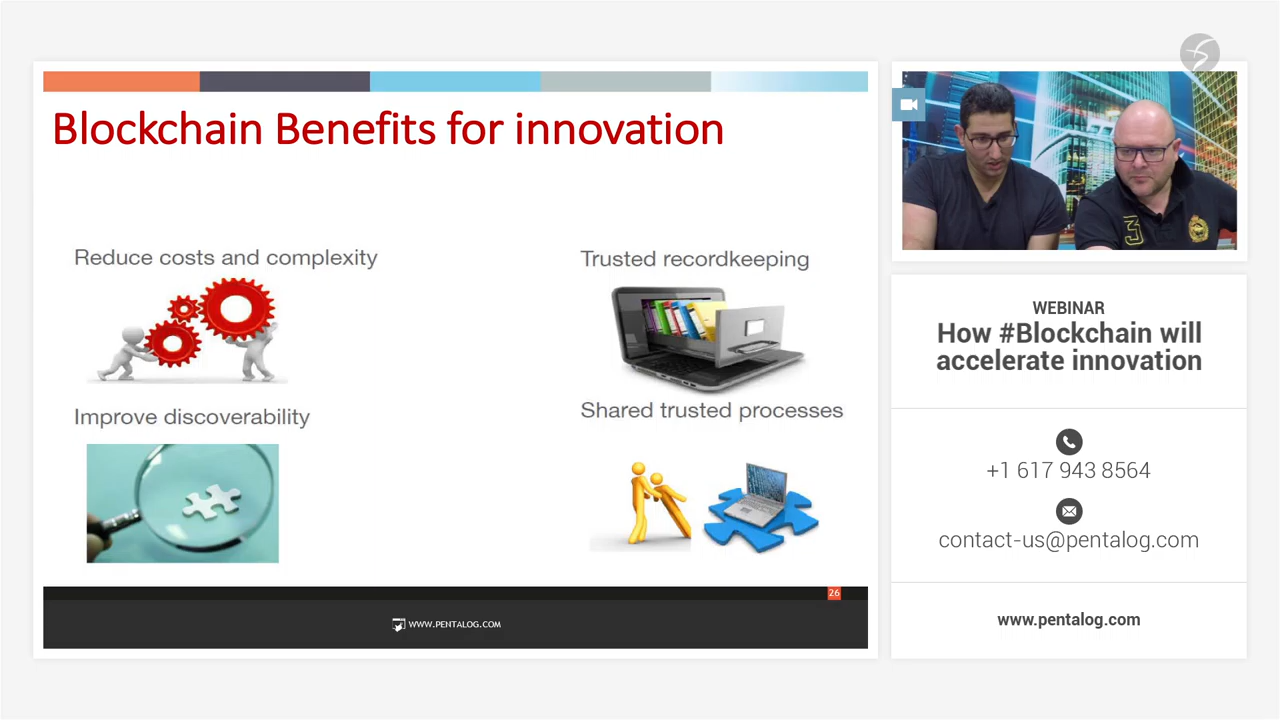 Blockchain Benefits for innovation
Reduce costs and complexity
Trusted recordkeeping
Improve discoverability
Shared trusted processes
26
WWW.PENTALOG.COM
3
WEBINAR
How #Blockchain will
accelerate innovation
+1 617 943 8564
contact-us@pentalog.com
www.pentalog.com